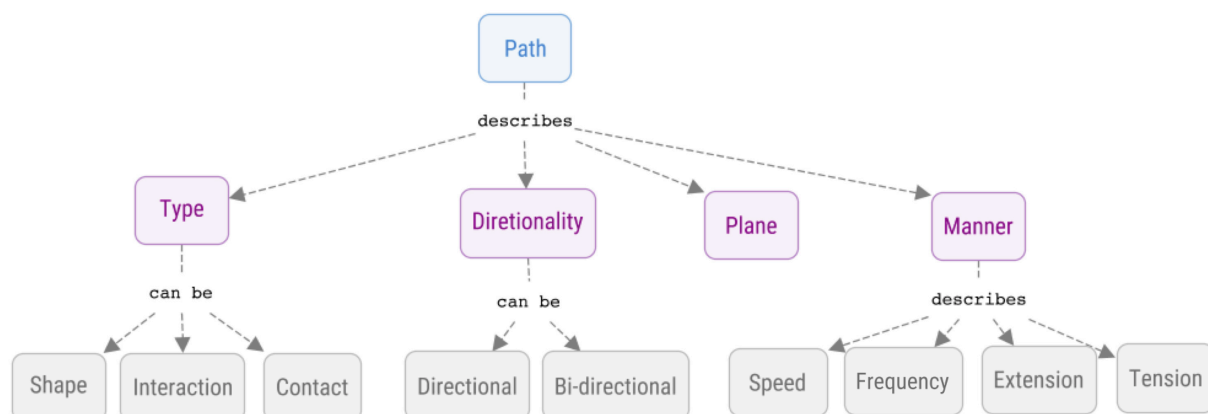 Path
describes
Type
Diretionality
Plane
Manner
can be
can be
describes
Shape
Interaction
Contact
Directional
Bi-directional
Speed
Frequency
Extension
Tension